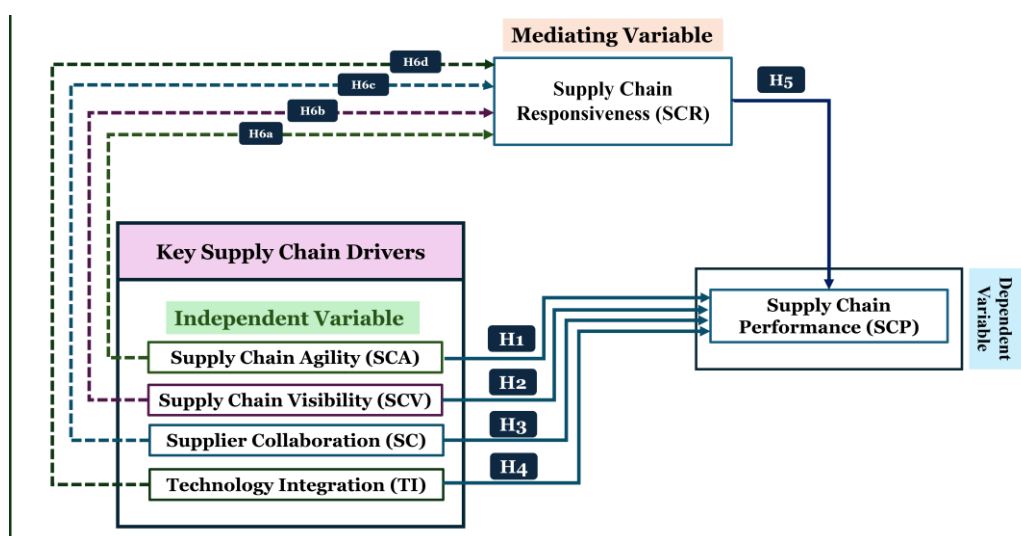 Mediating Variable
H6d
H6c
H6b
H6a
Supply Chain
Responsiveness (SCR)
H5
Key Supply Chain Drivers
Independent Variable
Supply Chain Agility (SCA)
Supply Chain Visibility (SCV)
Supplier Collaboration (SC)
Technology Integration (TI)
H1
H2
H3
H4
Supply Chain
Performance (SCP)
Dependent
Variable